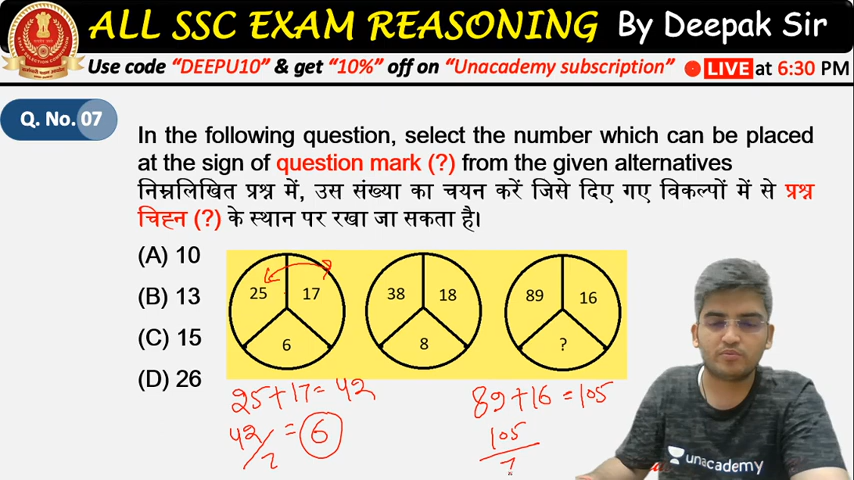 ALL SSC EXAM REASONING By Deepak Sir
Use code "DEEPU10" & get "10%" off on "Unacademy subscription" LIVE at 6:30 PM
Q. No. 07
In the following question, select the number which can be placed
at the sign of question mark (?) from the given alternatives
निम्नलिखित प्रश्न में, उस संख्या का चयन करें जिसे दिए गए विकल्पों में से प्रश्न
चिह्न (?) के स्थान पर रखा जा सकता है।
(A) 10
(B) 13
(C) 15
(D) 26
25 17 38 18 89 16
6 8 ?
25+17=42 89+16=105
42/7 = 6 105/7
unacademy